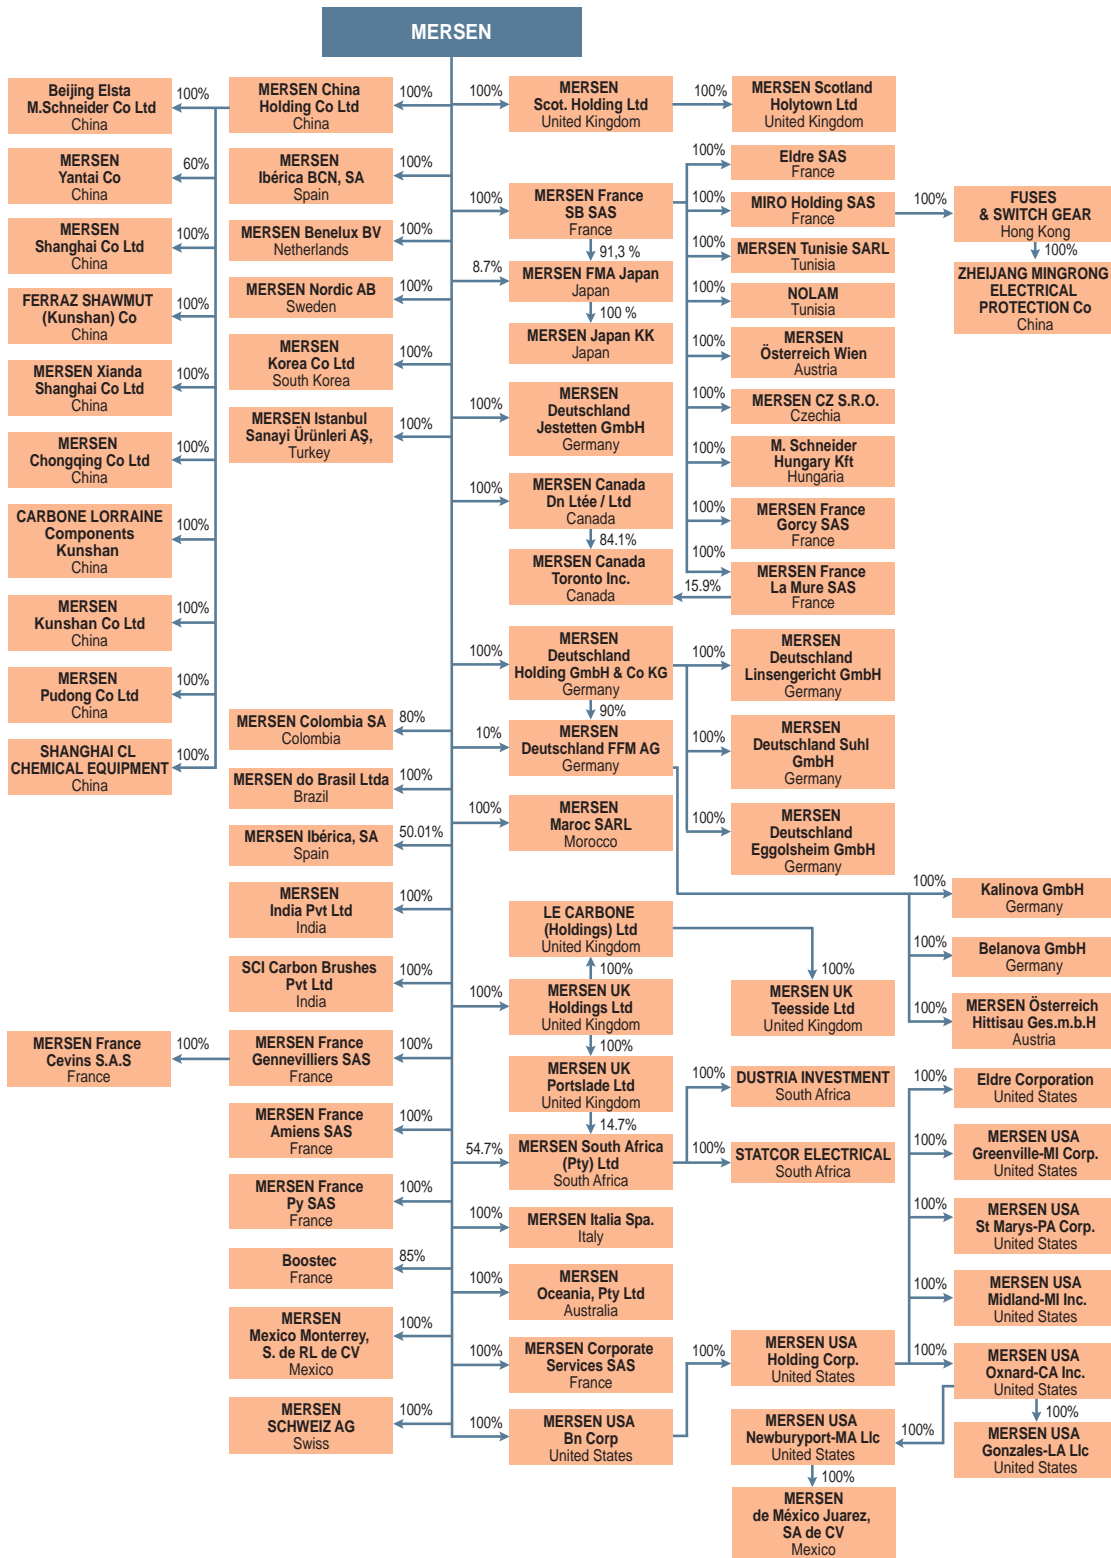 MERSEN
Beijing Elsta
M.Schneider Co Ltd
China
100%
MERSEN
Yantai Co
China
60%
MERSEN
Shanghai Co Ltd
China
100%
FERRAZ SHAWMUT
(Kunshan) Co
China
100%
MERSEN Xianda
Shanghai Co Ltd
China
100%
MERSEN
Chongqing Co Ltd
China
100%
CARBONE LORRAINE
Components
Kunshan
China
100%
MERSEN
Kunshan Co Ltd
China
100%
MERSEN
Pudong Co Ltd
China
100%
SHANGHAI CL
CHEMICAL EQUIPMENT
China
100%
MERSEN France
Cevins S.A.S
France
100%
MERSEN China
Holding Co Ltd
China
100%
MERSEN
Ibérica BCN, SA
Spain
100%
MERSEN Benelux BV
Netherlands
100%
MERSEN Nordic AB
Sweden
100%
MERSEN
Korea Co Ltd
South Korea
100%
MERSEN Istanbul
Sanayi Ürünleri AŞ,
Turkey
100%
MERSEN Colombia SA
Colombia
80%
MERSEN do Brasil Ltda
Brazil
100%
MERSEN Ibérica, SA
Spain
50.01%
MERSEN
India Pvt Ltd
India
100%
SCI Carbon Brushes
Pvt Ltd
India
100%
MERSEN France
Gennevilliers SAS
France
100%
MERSEN France
Amiens SAS
France
100%
MERSEN France
Py SAS
France
100%
Boostec
France
85%
MERSEN
Mexico Monterrey,
S. de RL de CV
Mexico
100%
MERSEN
SCHWEIZ AG
Swiss
100%
100%
MERSEN
Scot. Holding Ltd
United Kingdom
100%
MERSEN Scotland
Holytown Ltd
United Kingdom
100%
MERSEN France
SB SAS
France
91,3 %
8.7%
MERSEN FMA Japan
Japan
100 %
MERSEN Japan KK
Japan
100%
MERSEN
Deutschland
Jestetten GmbH
Germany
100%
MERSEN Canada
Dn Ltée / Ltd
Canada
84.1%
MERSEN Canada
Toronto Inc.
Canada
15.9%
100%
MERSEN
Deutschland
Holding GmbH & Co KG
Germany
90%
10%
MERSEN
Deutschland FFM AG
Germany
100%
MERSEN
Maroc SARL
Morocco
LE CARBONE
(Holdings) Ltd
United Kingdom
100%
100%
MERSEN UK
Holdings Ltd
United Kingdom
100%
MERSEN UK
Portslade Ltd
United Kingdom
14.7%
54.7%
MERSEN South Africa
(Pty) Ltd
South Africa
100%
MERSEN Italia Spa.
Italy
100%
MERSEN
Oceania, Pty Ltd
Australia
100%
MERSEN Corporate
Services SAS
France
100%
MERSEN USA
Bn Corp
United States
100%
Eldre SAS
France
100%
MIRO Holding SAS
France
100%
FUSES
& SWITCH GEAR
Hong Kong
100%
ZHEIJANG MINGRONG
ELECTRICAL
PROTECTION Co
China
100%
MERSEN Tunisie SARL
Tunisia
100%
NOLAM
Tunisia
100%
MERSEN
Österreich Wien
Austria
100%
MERSEN CZ S.R.O.
Czechia
100%
M. Schneider
Hungary Kft
Hungaria
100%
MERSEN France
Gorcy SAS
France
100%
MERSEN France
La Mure SAS
France
100%
MERSEN
Deutschland
Linsengericht GmbH
Germany
100%
MERSEN
Deutschland Suhl
GmbH
Germany
100%
MERSEN
Deutschland
Eggolsheim GmbH
Germany
100%
Kalinova GmbH
Germany
100%
Belanova GmbH
Germany
100%
MERSEN Österreich
Hittisau Ges.m.b.H
Austria
100%
MERSEN UK
Teesside Ltd
United Kingdom
100%
DUSTRIA INVESTMENT
South Africa
100%
STATCOR ELECTRICAL
South Africa
100%
MERSEN USA
Holding Corp.
United States
100%
Eldre Corporation
United States
100%
MERSEN USA
Greenville-MI Corp.
United States
100%
MERSEN USA
St Marys-PA Corp.
United States
100%
MERSEN USA
Midland-MI Inc.
United States
100%
MERSEN USA
Oxnard-CA Inc.
United States
100%
MERSEN USA
Gonzales-LA Llc
United States
100%
MERSEN USA
Newburyport-MA Llc
United States
100%
MERSEN
de México Juarez,
SA de CV
Mexico